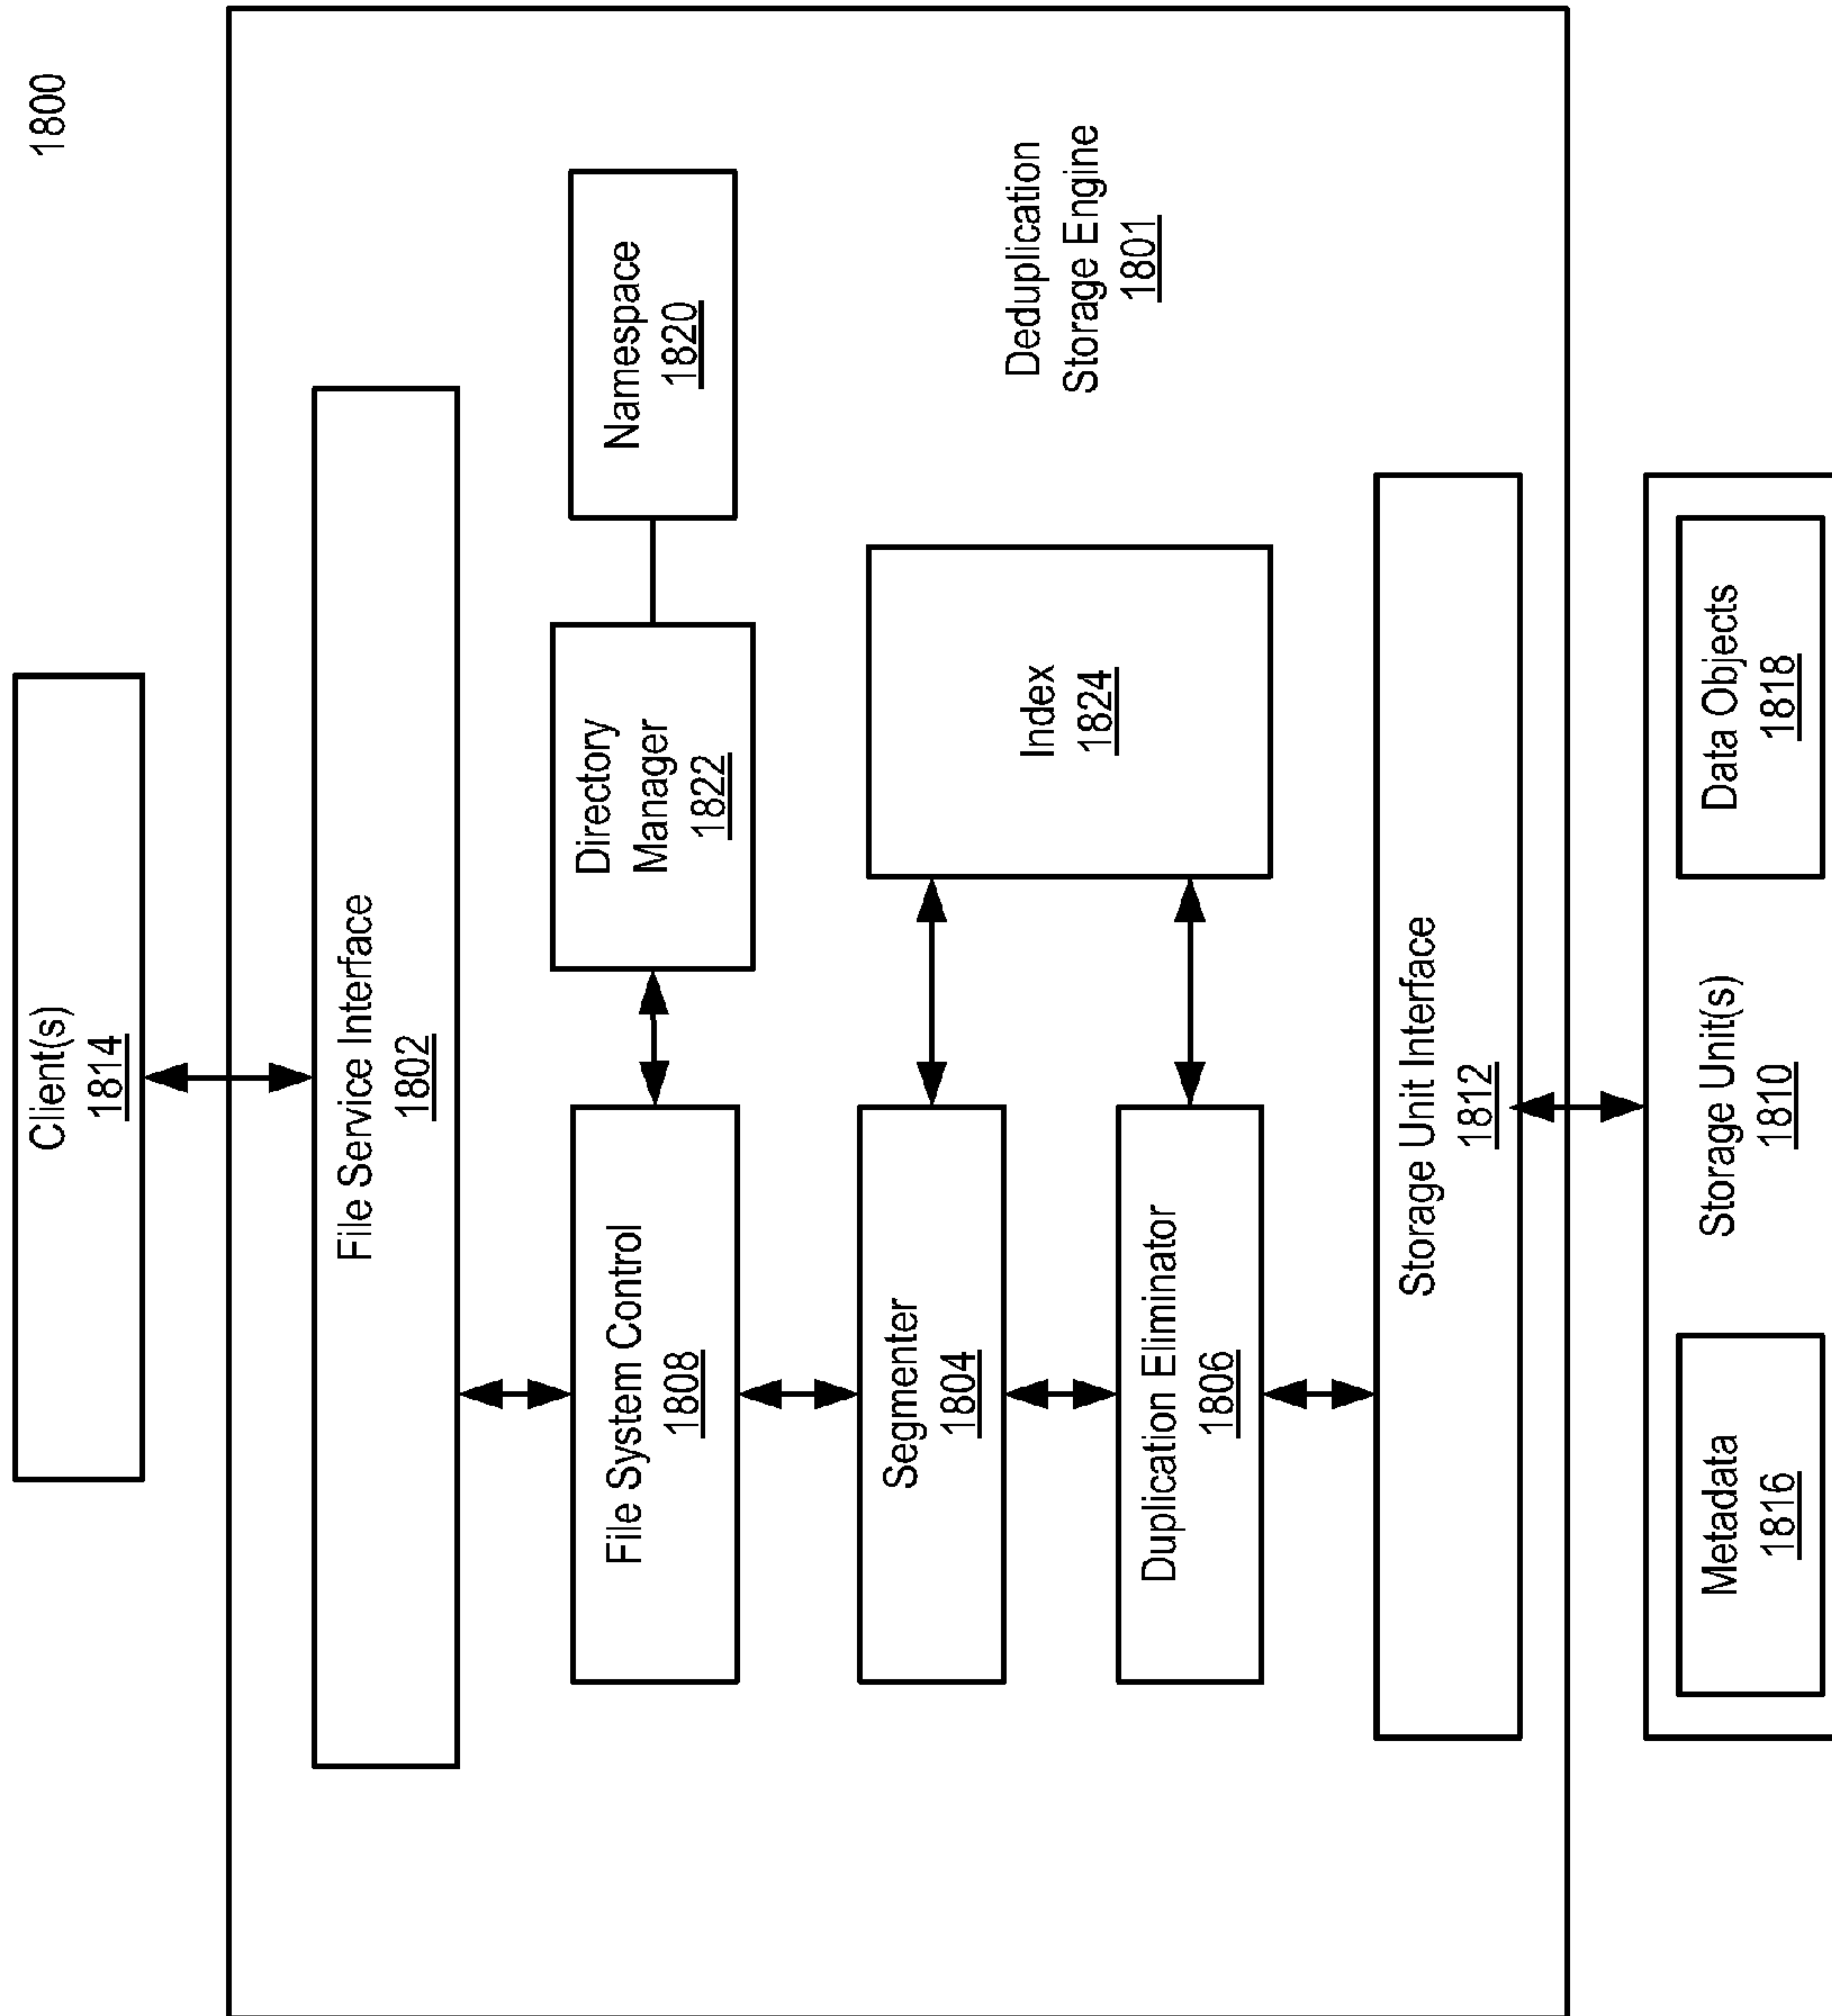 1800
Client(s)
1814
File Service Interface
1802
File System Control
1808
Directory
Manager
1822
Namespace
1820
Segmenter
1804
Index
1824
Duplication Eliminator
1806
Deduplication
Storage Engine
1801
Storage Unit Interface
1812
Metadata
1816
Storage Unit(s)
1810
Data Objects
1818